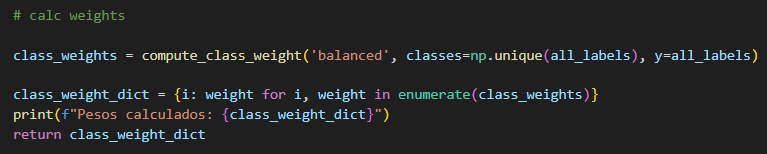 # calc weights
class_weights = compute_class_weight('balanced', classes=np.unique(all_labels), y=all_labels)
class_weight_dict = {i: weight for i, weight in enumerate(class_weights)}
print(f"Pesos calculados: {class_weight_dict}")
return class_weight_dict